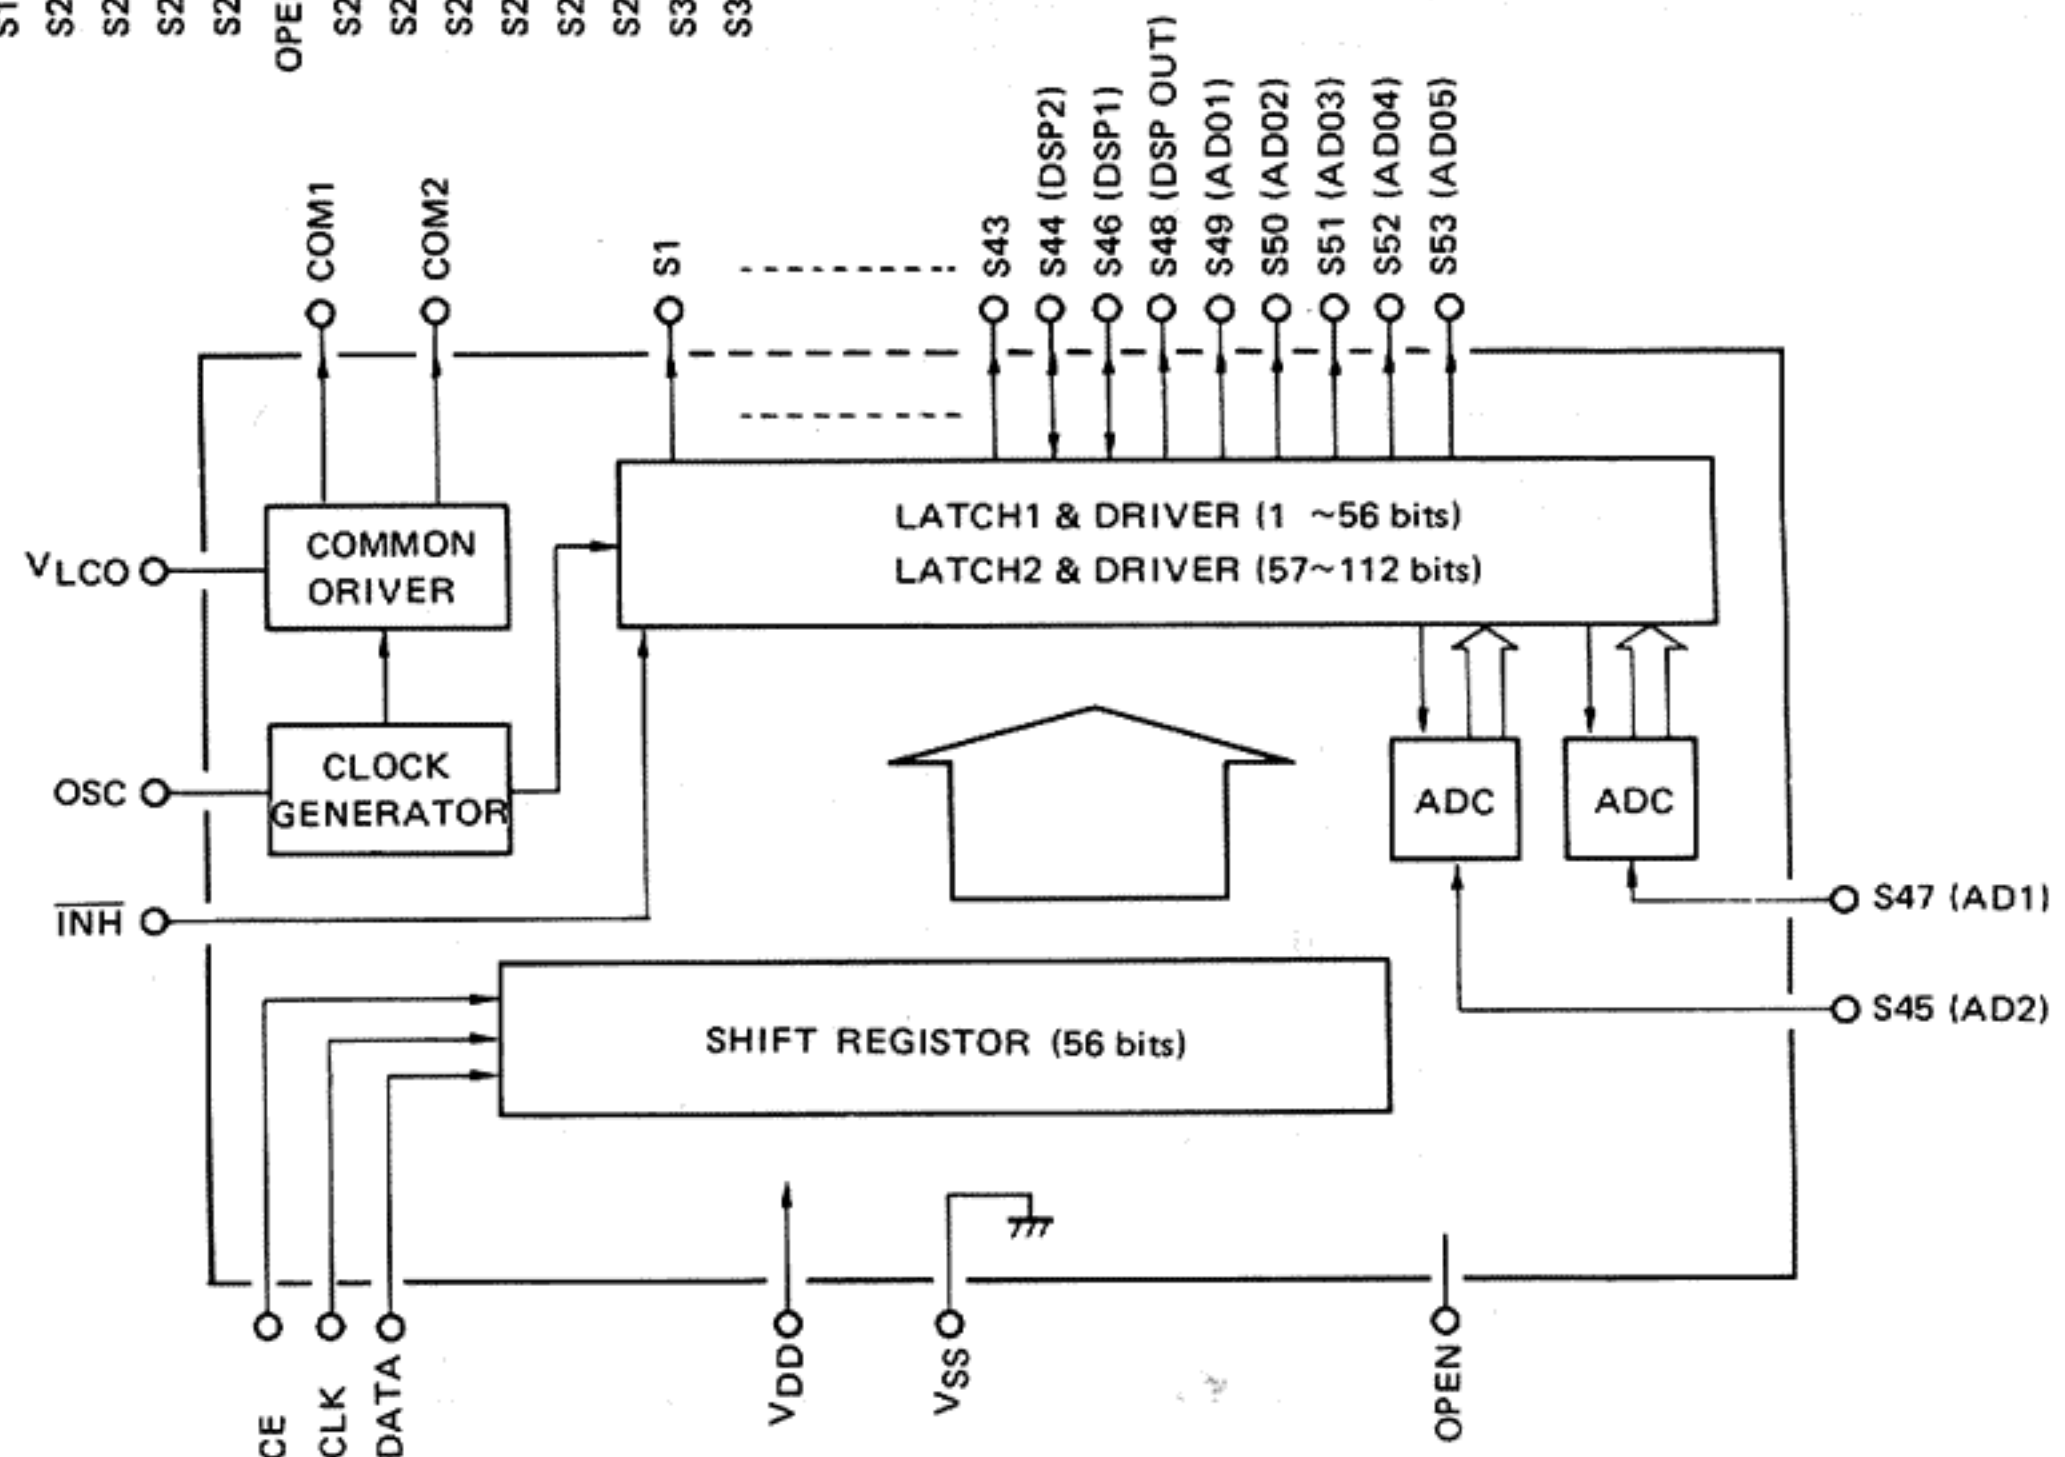 COM1
COM2
S1
S43
S44 (DSP2)
S46 (DSP1)
S48 (DSP OUT)
S49 (AD01)
S50 (AD02)
S51 (AD03)
S52 (AD04)
S53 (AD05)
LATCH1 & DRIVER (1 ~56 bits)
LATCH2 & DRIVER (57~112 bits)
VLCO
COMMON
ORIVER
OSC
CLOCK
GENERATOR
ADC
ADC
INH
S47 (AD1)
S45 (AD2)
SHIFT REGISTOR (56 bits)
CE
CLK
DATA
VDD
VSS
OPEN